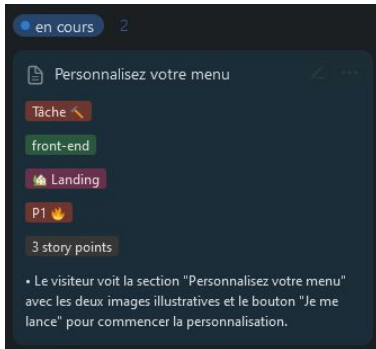 en cours 2
Personnalisez votre menu
Tâche
front-end
Landing
P1
3 story points
• Le visiteur voit la section "Personnalisez votre menu"
avec les deux images illustratives et le bouton "Je me
lance" pour commencer la personnalisation.